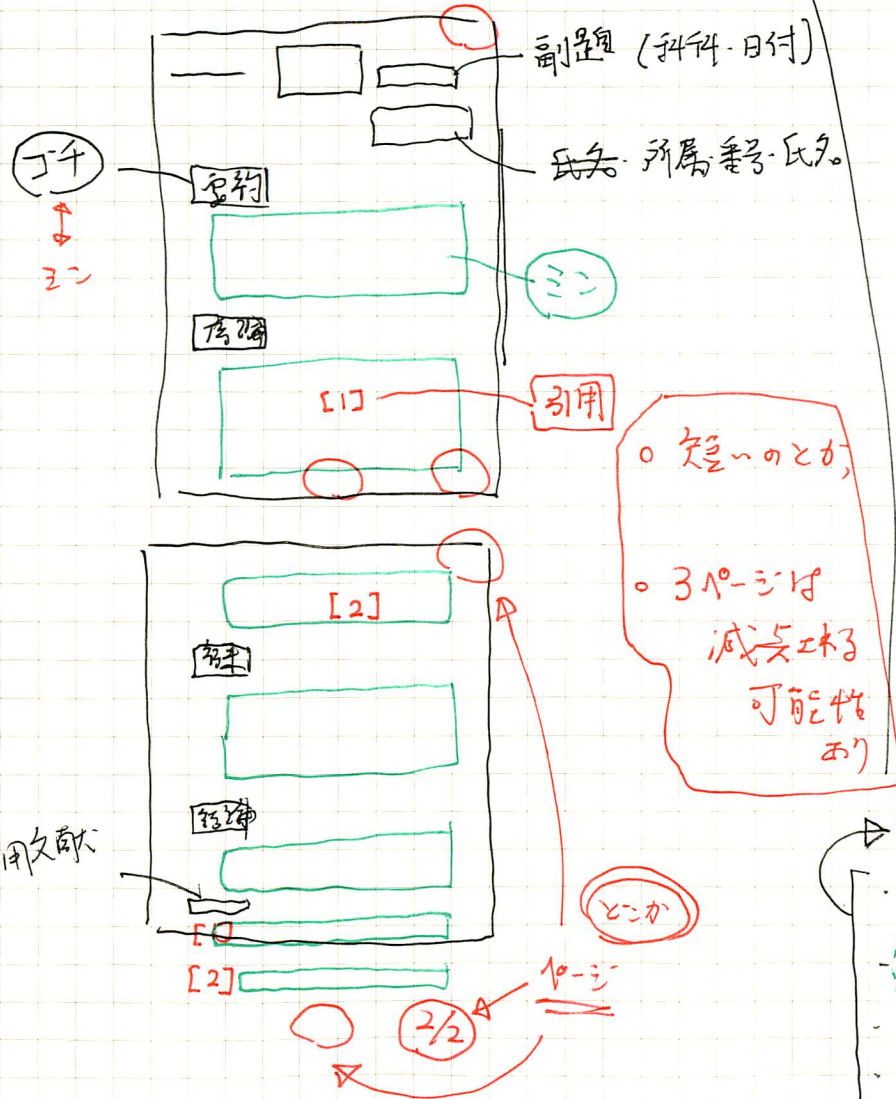 副題 (科科・日付)
氏名・所属・番号・氏名
ゴチ
ミン
要約
ミン
序論
[1]
引用
○ 短いのとか、
○ 3ページは
減点される
可能性
あり
[2]
結果
結論
用文献
[1]
[2]
どこか
ページ
2/2